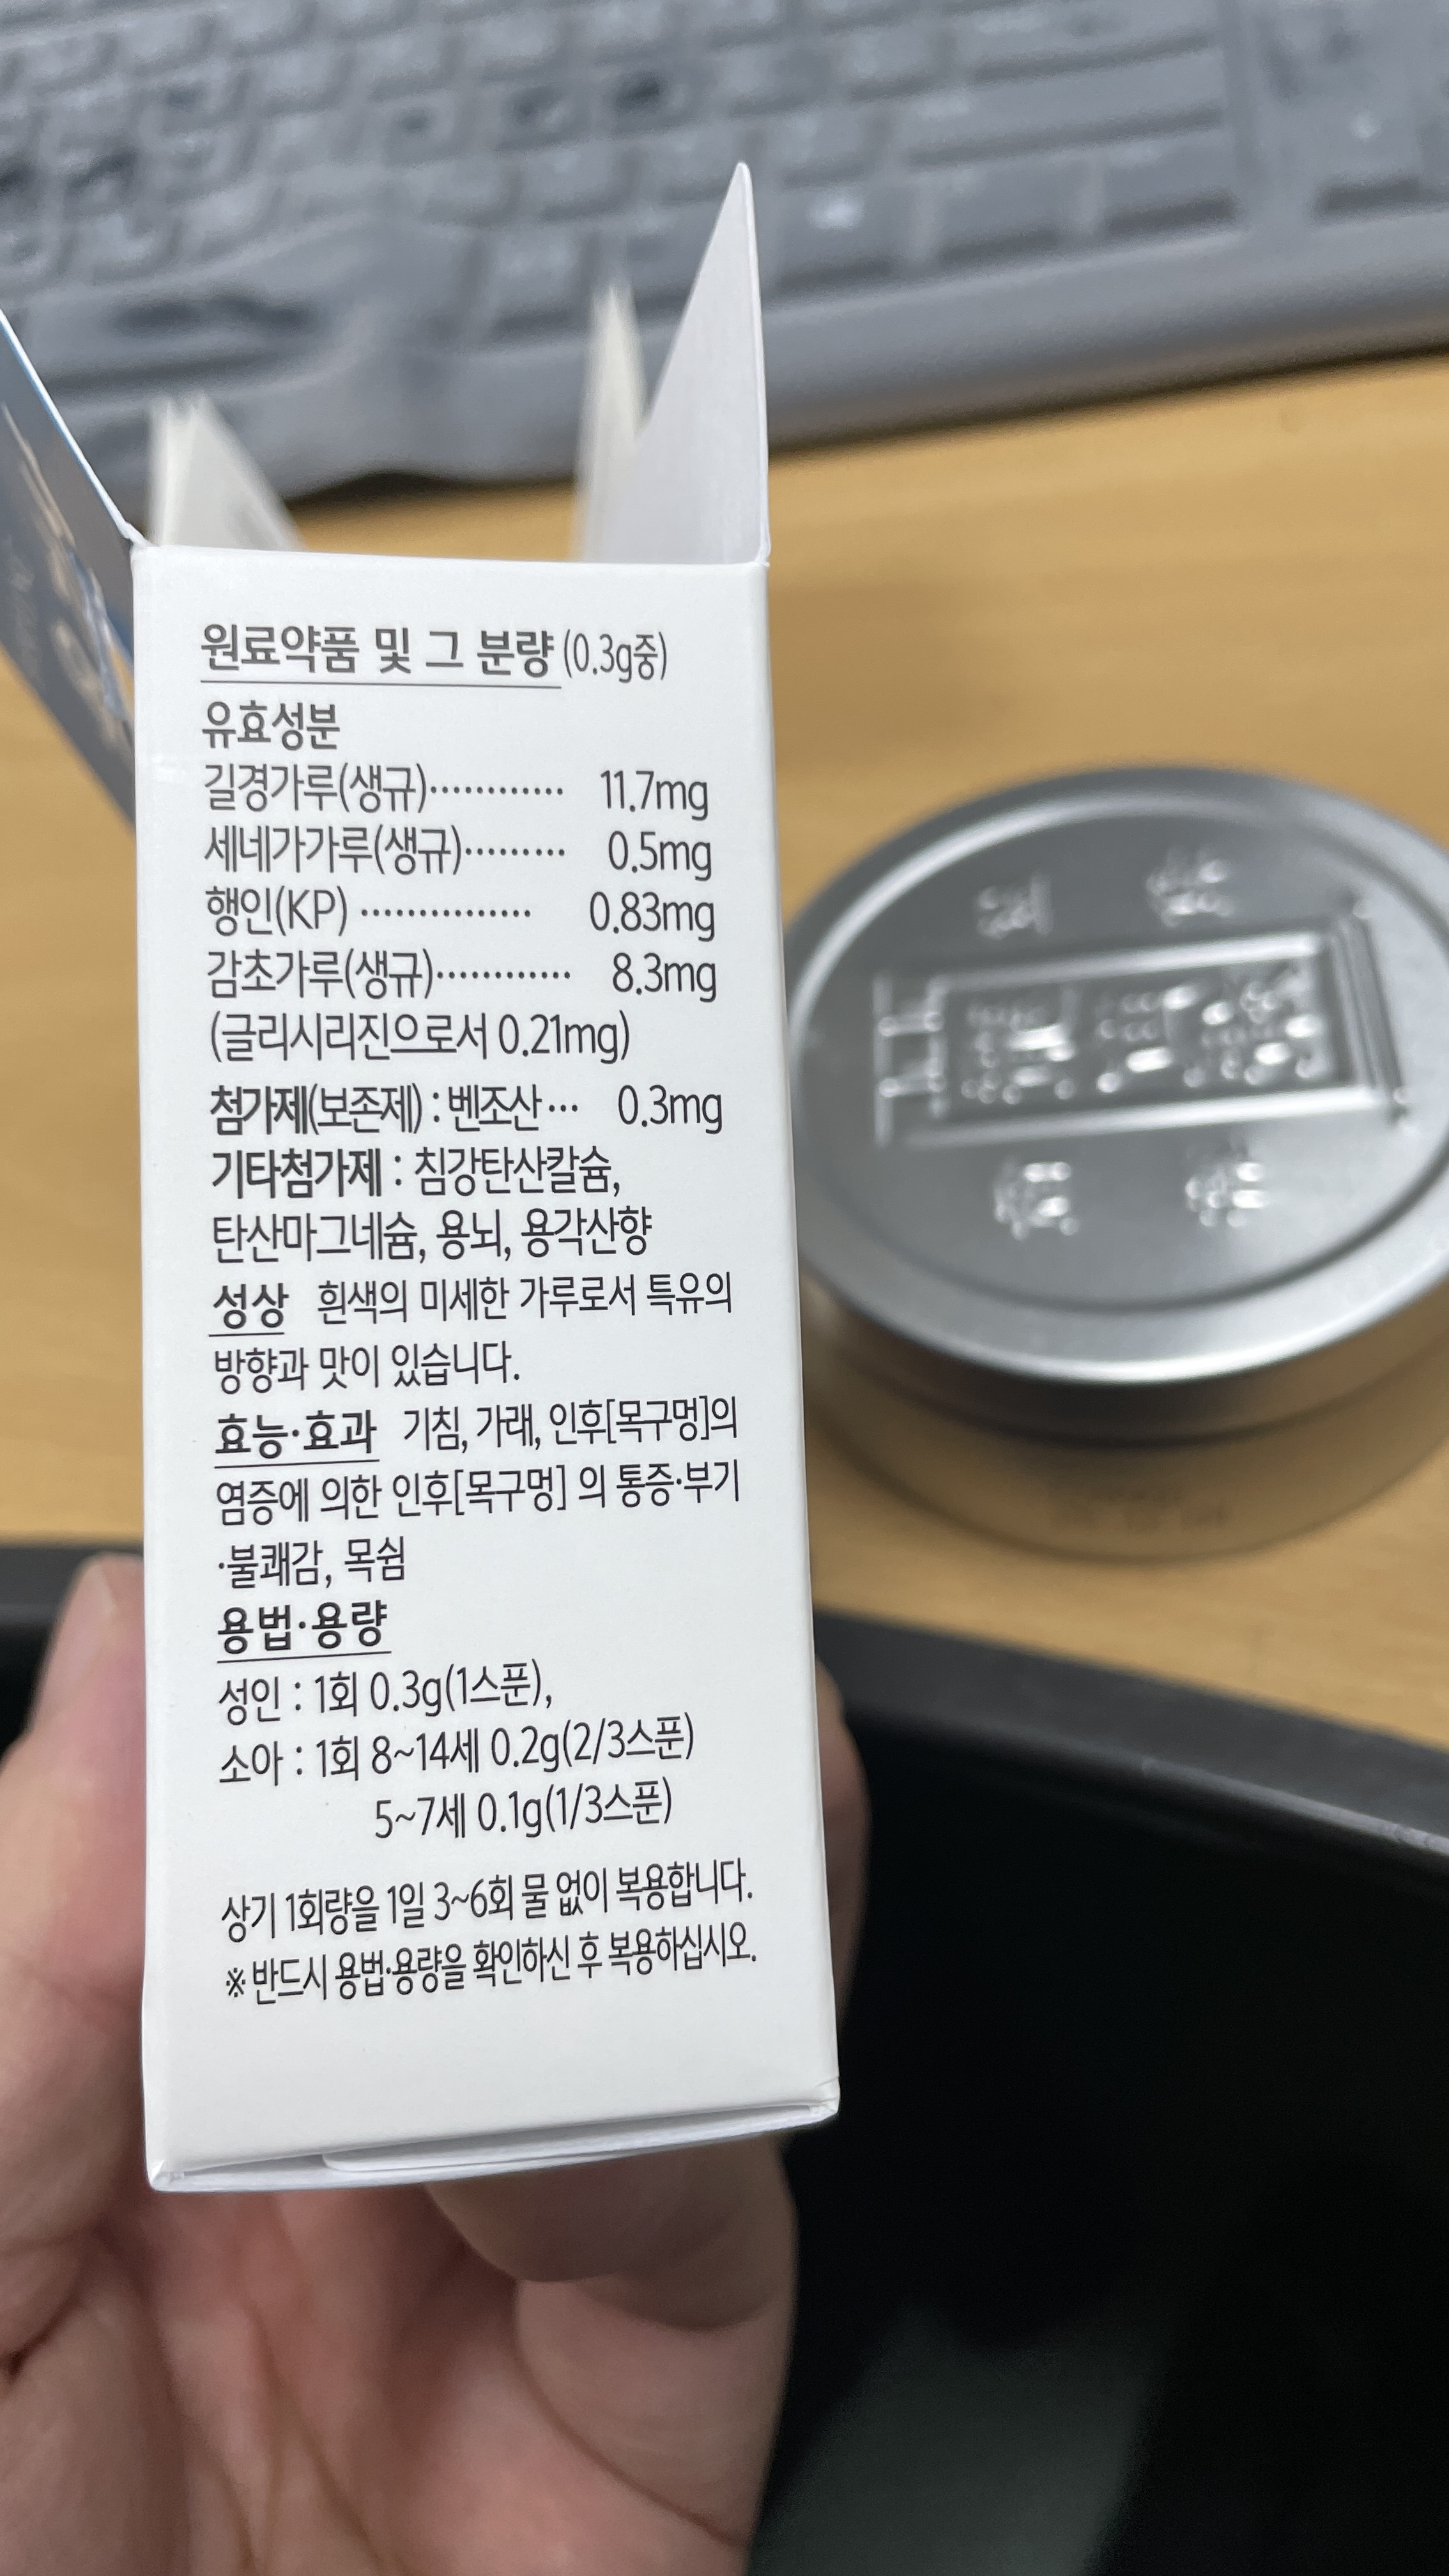 원료약품 및 그 분량 (0.3g중)
유효성분
길경가루(생규)············ 11.7mg
세네가가루(생규)········· 0.5mg
행인(KP) ··············· 0.83mg
감초가루(생규)············ 8.3mg
(글리시리진으로서 0.21mg)
첨가제(보존제) : 벤조산··· 0.3mg
기타첨가제 : 침강탄산칼슘,
탄산마그네슘, 용뇌, 용각산향
성상 흰색의 미세한 가루로서 특유의
방향과 맛이 있습니다.
효능·효과 기침, 가래, 인후[목구멍]의
염증에 의한 인후[목구멍] 의 통증·부기
·불쾌감, 목쉼
용법·용량
성인 : 1회 0.3g(1스푼),
소아 : 1회 8~14세 0.2g(2/3스푼)
5~7세 0.1g(1/3스푼)
상기 1회량을 1일 3~6회 물 없이 복용합니다.
※ 반드시 용법·용량을 확인하신 후 복용하십시오.